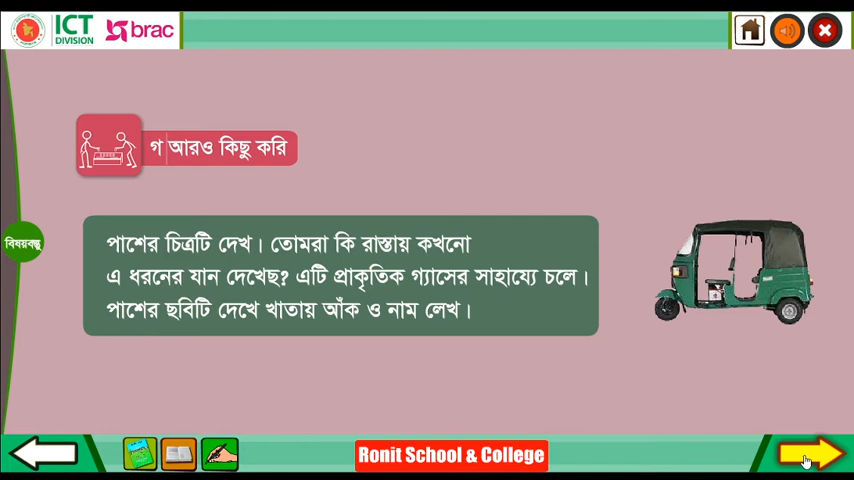 ICT
DIVISION
brac
গ আরও কিছু করি
পাশের চিত্রটি দেখ। তোমরা কি রাস্তায় কখনো
এ ধরনের যান দেখেছ? এটি প্রাকৃতিক গ্যাসের সাহায্যে চলে।
পাশের ছবিটি দেখে খাতায় আঁক ও নাম লেখ।
বিষয়বস্তু
Ronit School & College